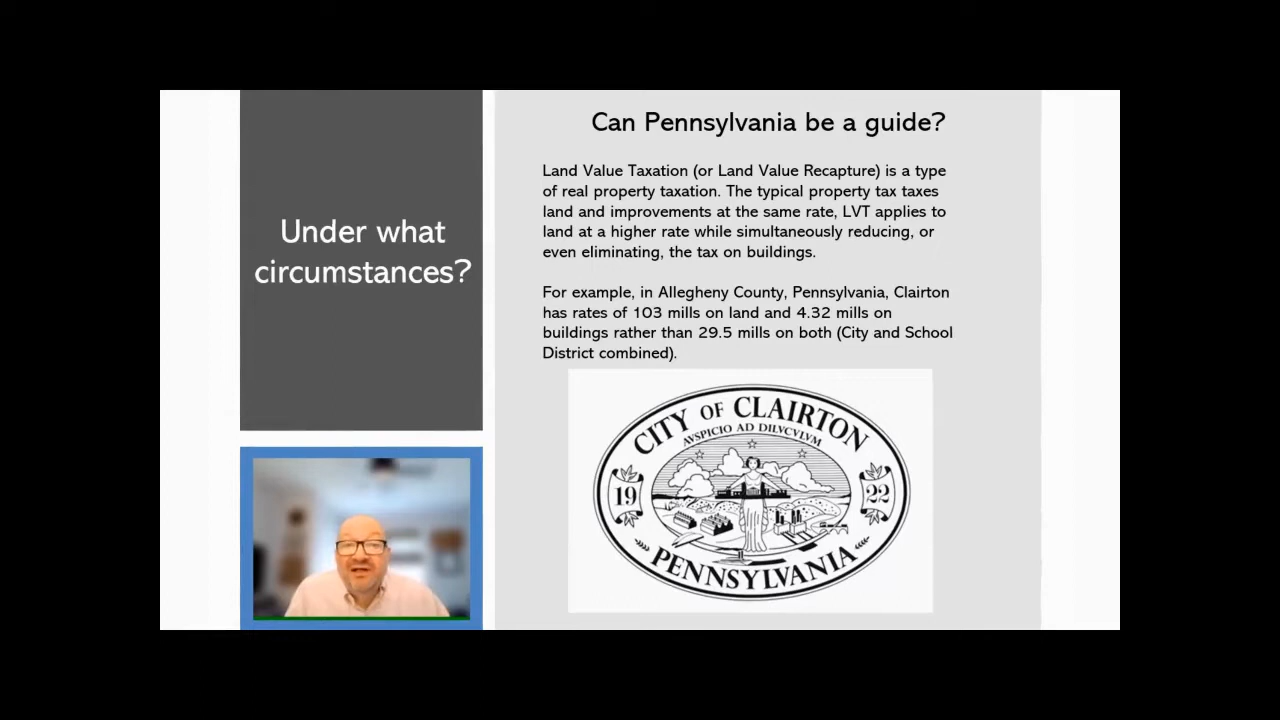 Under what
circumstances?
Can Pennsylvania be a guide?
Land Value Taxation (or Land Value Recapture) is a type
of real property taxation. The typical property tax taxes
land and improvements at the same rate, LVT applies to
land at a higher rate while simultaneously reducing, or
even eliminating, the tax on buildings.
For example, in Allegheny County, Pennsylvania, Clairton
has rates of 103 mills on land and 4.32 mills on
buildings rather than 29.5 mills on both (City and School
District combined).
CITY OF CLAIRTON
AVSPICIO AD DILVCVLVM
19 22
PENNSYLVANIA